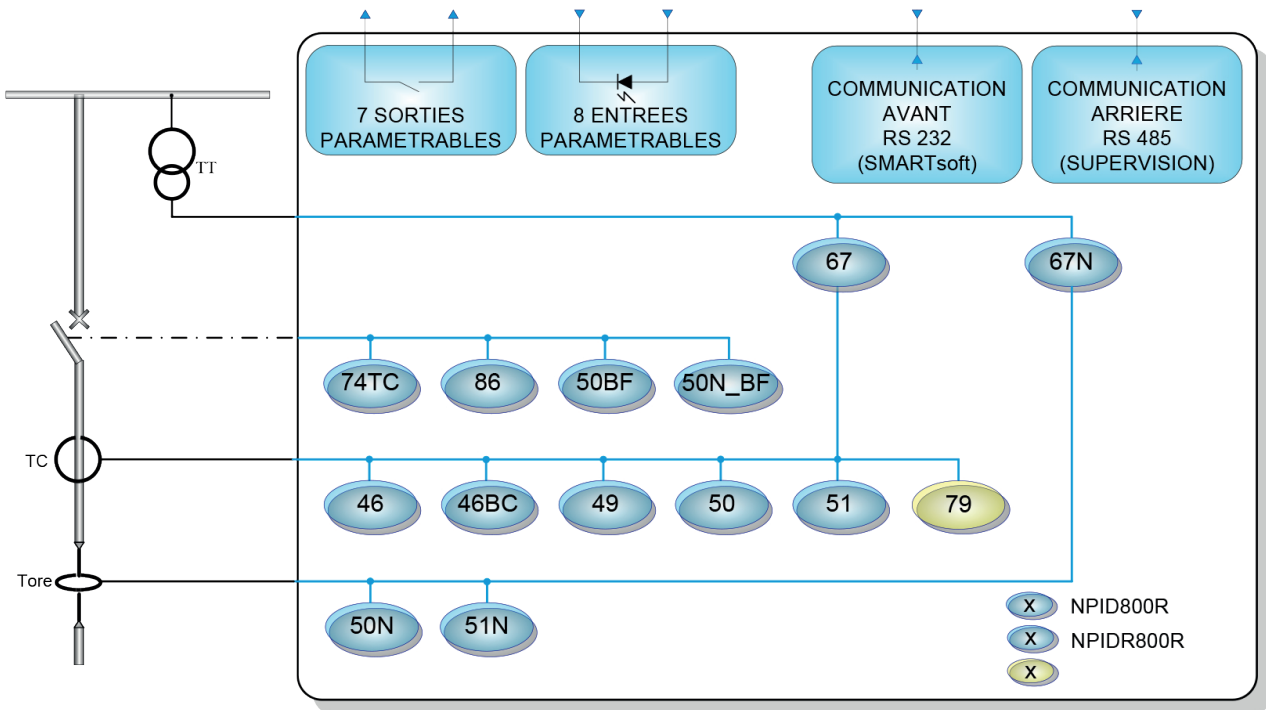 7 SORTIES
PARAMETRABLES
8 ENTREES
PARAMETRABLES
COMMUNICATION
AVANT
RS 232
(SMARTsoft)
COMMUNICATION
ARRIERE
RS 485
(SUPERVISION)
TT
67
67N
74TC
86
50BF
50N_BF
TC
46
46BC
49
50
51
79
Tore
50N
51N
X NPID800R
X NPIDR800R
X